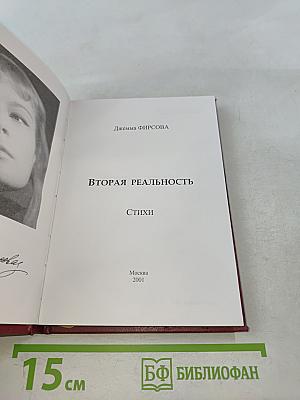 Джемма ФИРСОВА
ВТОРАЯ РЕАЛЬНОСТЬ
СТИХИ
Москва
2001
15 см
БФ БИБЛИОФАН